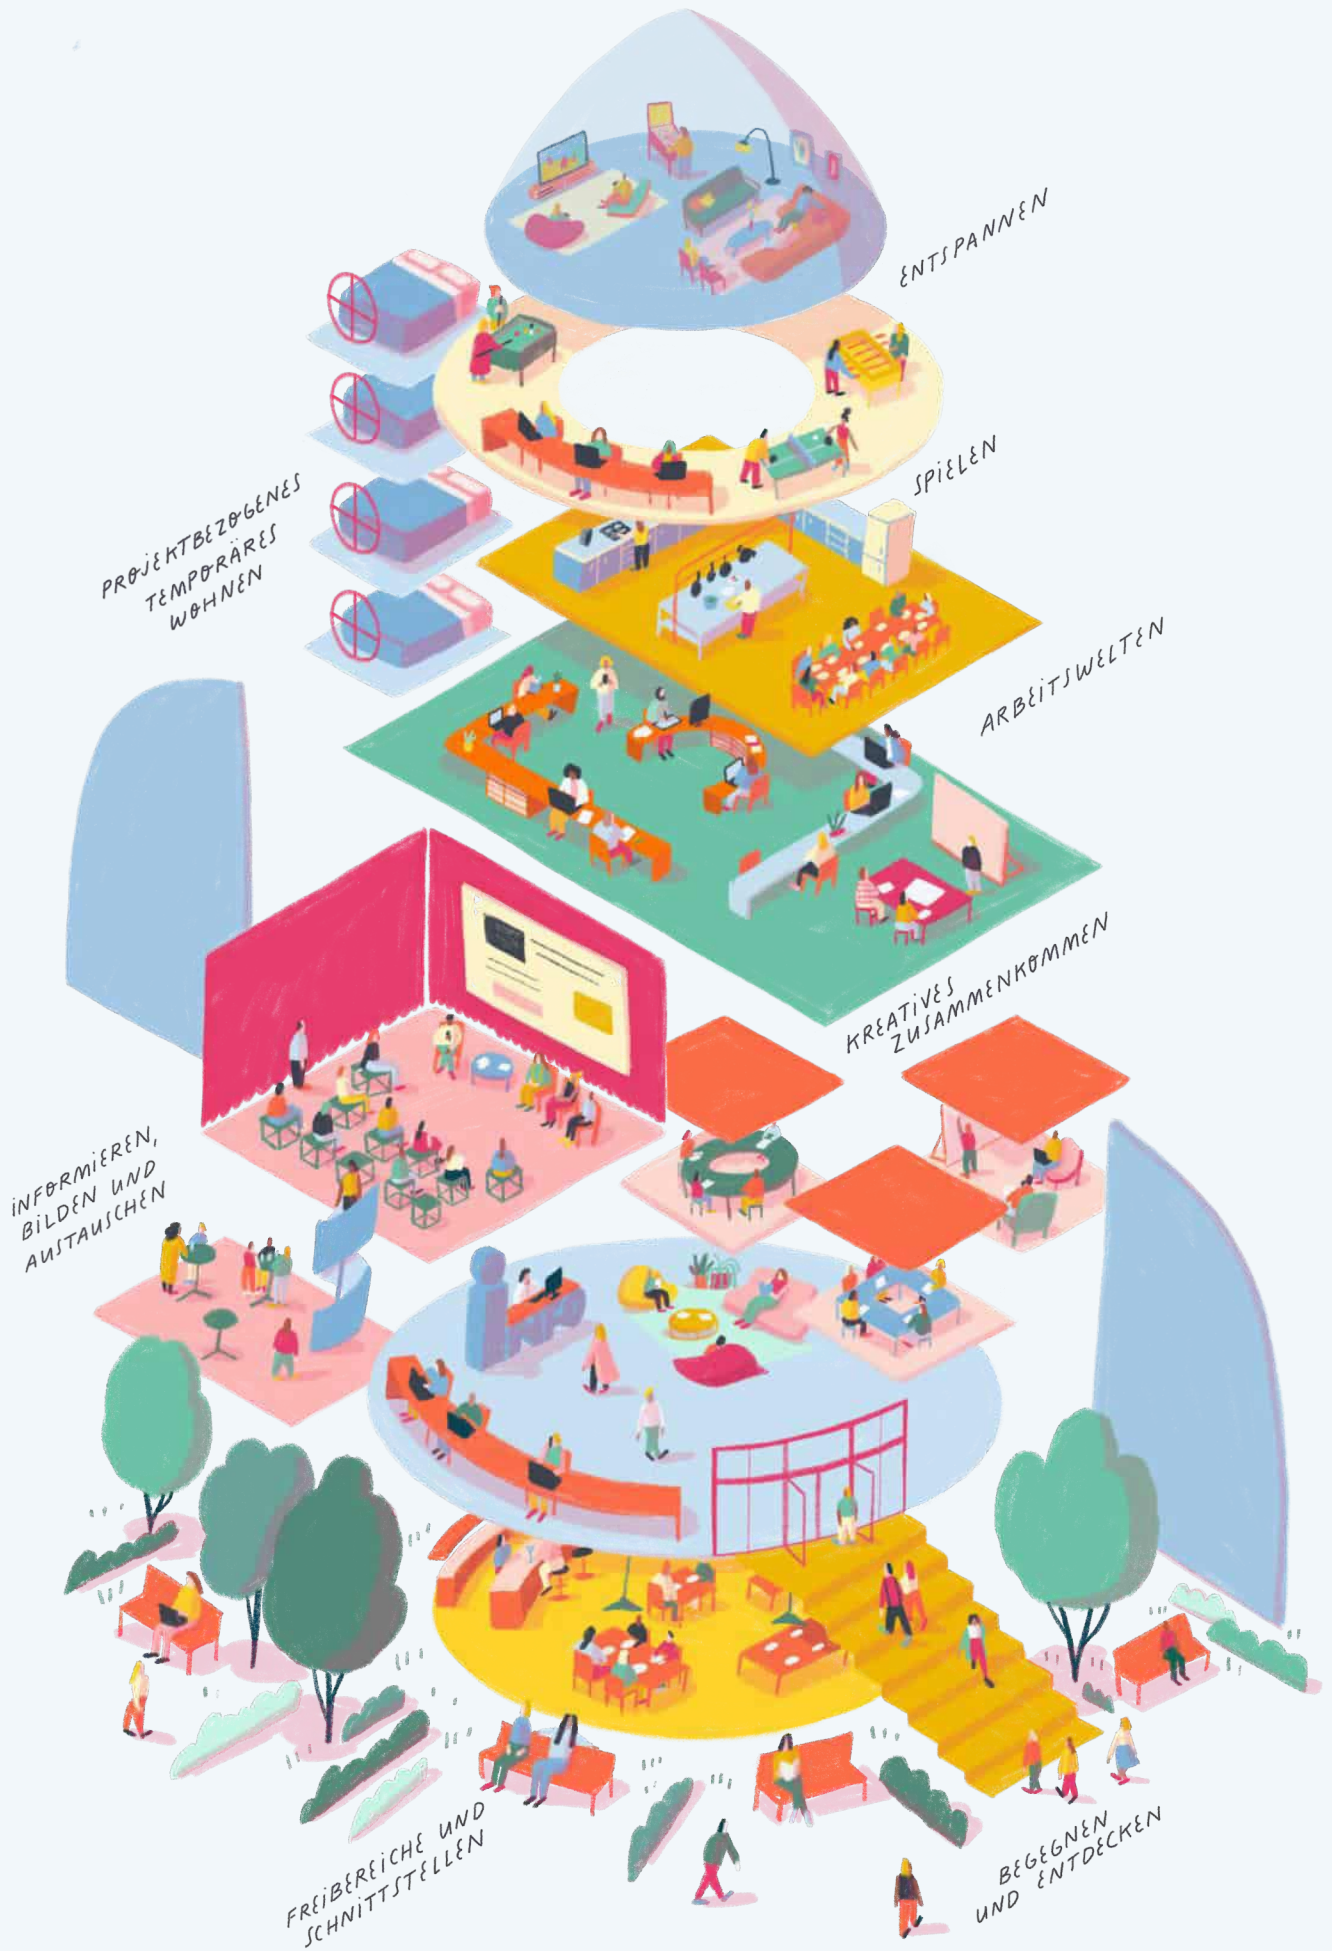 ENTSPANNEN
SPIELEN
PROJEKTBEZOGENES
TEMPORÄRES
WOHNEN
ARBEITSWELTEN
KREATIVES
ZUSAMMENKOMMEN
INFORMIEREN,
BILDEN UND
AUSTAUSCHEN
FREIBEREICHE UND
SCHNITTSTELLEN
BEGEGNEN
UND ENTDECKEN